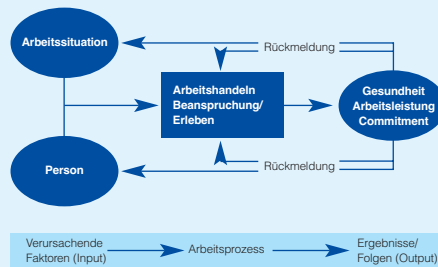 Arbeitssituation
Rückmeldung
Arbeitshandeln
Beanspruchung/
Erleben
Gesundheit
Arbeitsleistung
Commitment
Person
Rückmeldung
Verursachende
Faktoren (Input)
Arbeitsprozess
Ergebnisse/
Folgen (Output)